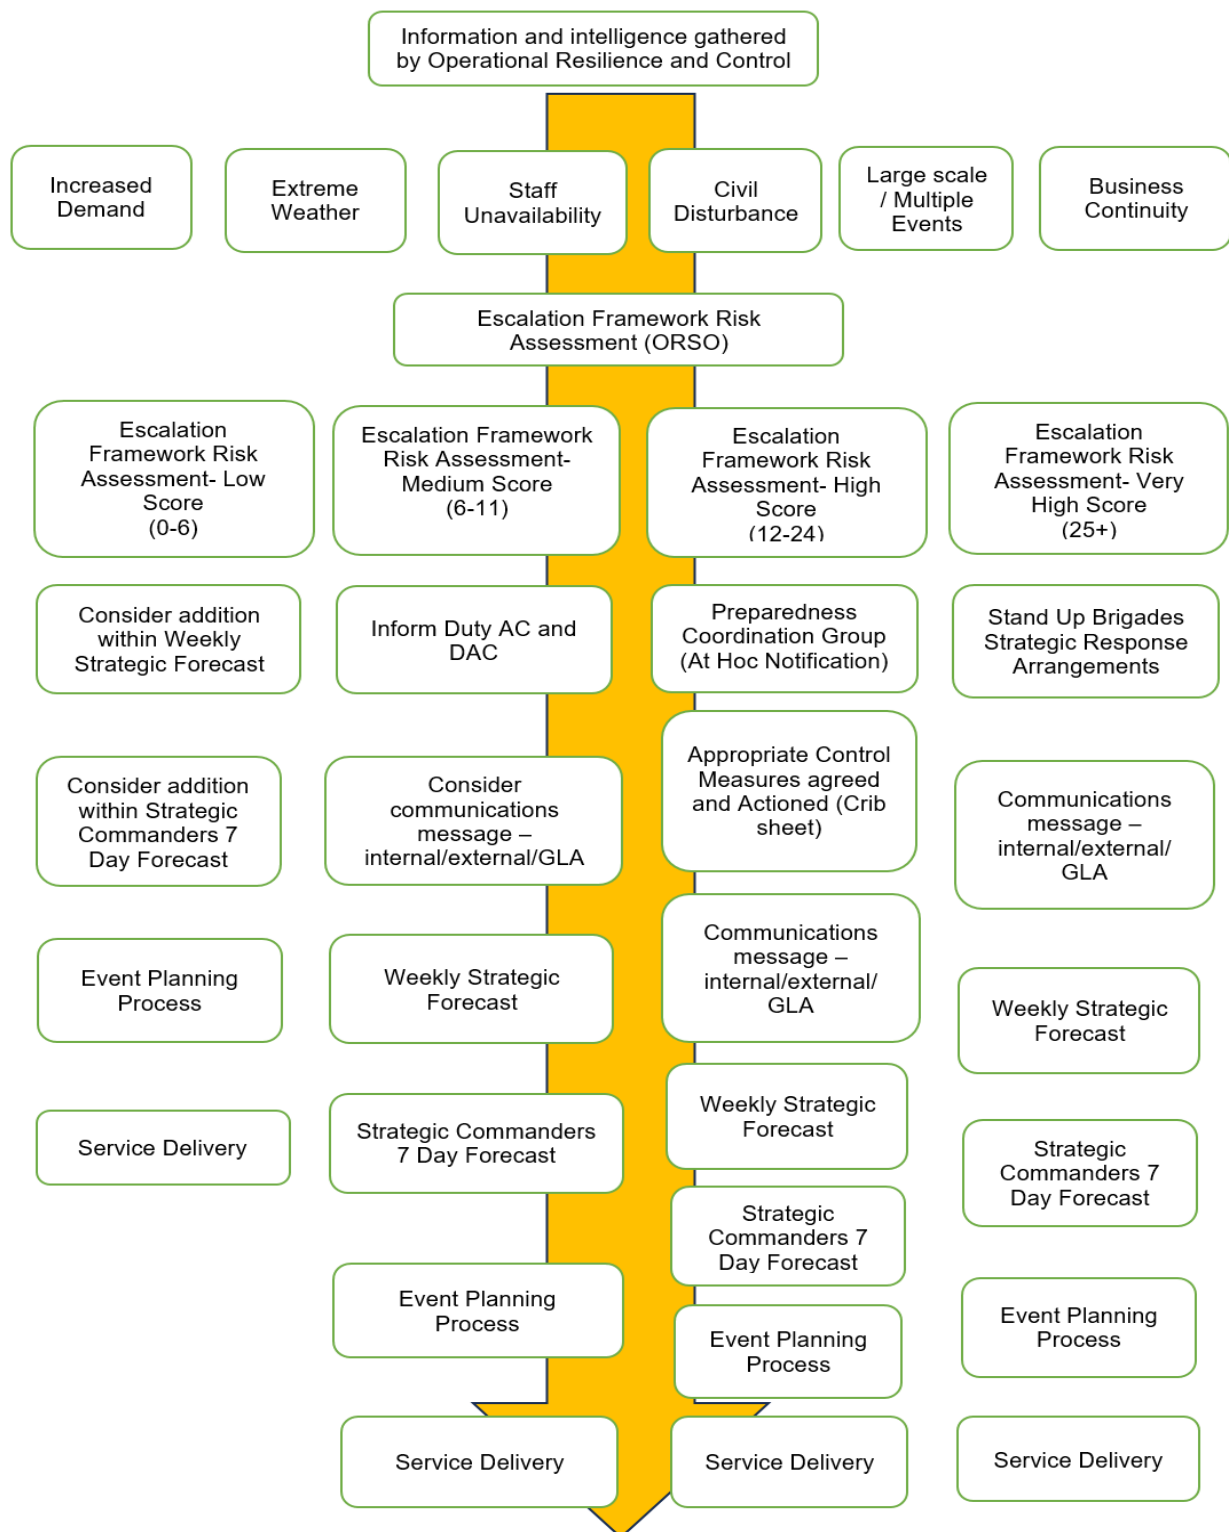 Information and intelligence gathered
by Operational Resilience and Control
Increased
Demand
Extreme
Weather
Staff
Unavailability
Civil
Disturbance
Large scale
/ Multiple
Events
Business
Continuity
Escalation Framework Risk
Assessment (ORSO)
Escalation
Framework Risk
Assessment- Low
Score
(0-6)
Escalation Framework
Risk Assessment-
Medium Score
(6-11)
Escalation
Framework Risk
Assessment- High
Score
(12-24)
Escalation
Framework Risk
Assessment- Very
High Score
(25+)
Consider addition
within Weekly
Strategic Forecast
Inform Duty AC and
DAC
Preparedness
Coordination Group
(At Hoc Notification)
Stand Up Brigades
Strategic Response
Arrangements
Consider addition
within Strategic
Commanders 7
Day Forecast
Consider
communications
message –
internal/external/GLA
Appropriate Control
Measures agreed
and Actioned (Crib
sheet)
Communications
message –
internal/external/
GLA
Event Planning
Process
Weekly Strategic
Forecast
Communications
message –
internal/external/
GLA
Weekly Strategic
Forecast
Service Delivery
Strategic Commanders
7 Day Forecast
Weekly Strategic
Forecast
Strategic
Commanders 7
Day Forecast
Strategic
Commanders 7
Day Forecast
Event Planning
Process
Event Planning
Process
Event Planning
Process
Service Delivery
Service Delivery
Service Delivery